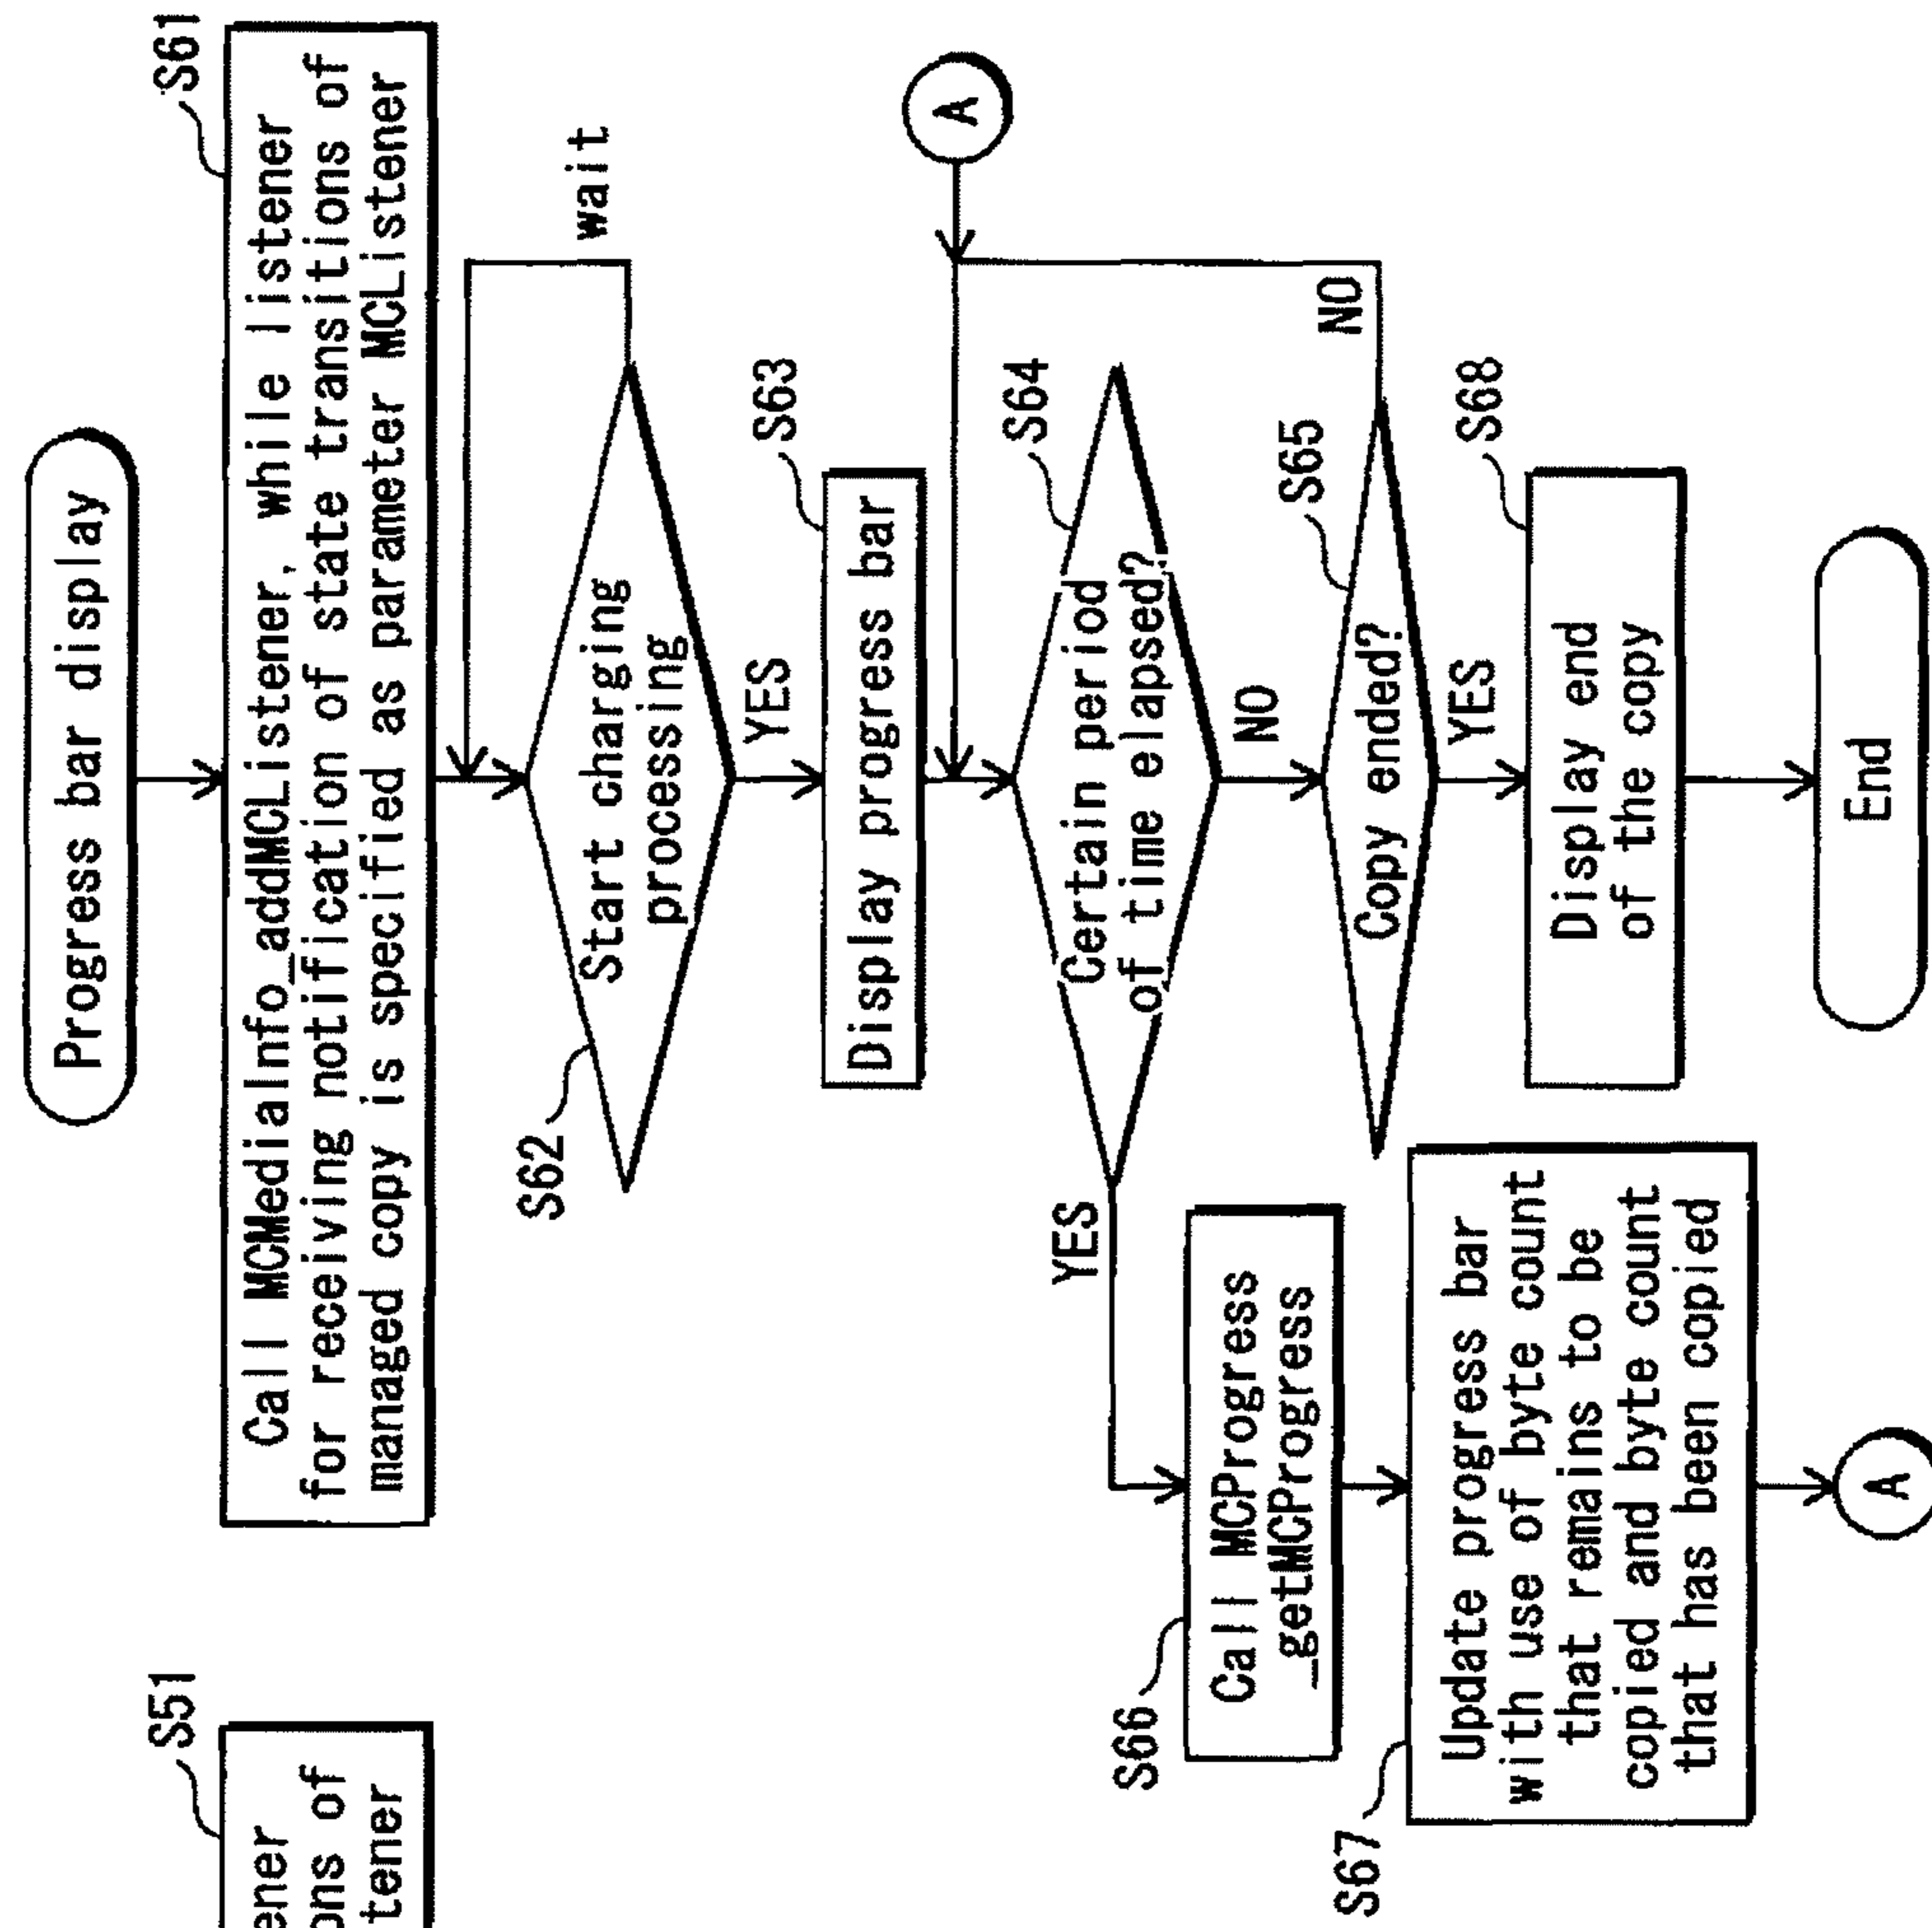 Progress bar display
S61
Call MCMediaInfo_addMCListener, while listener
for receiving notification of state transitions of
managed copy is specified as parameter MCListener
wait
S62
Start charging
processing
YES
S63
Display progress bar
A
S64
Certain period
of time elapsed?
YES
NO
S65
Copy ended?
NO
YES
S68
Display end
of the copy
End
S66
Call MCProgress
_getMCProgress
S67
Update progress bar
with use of byte count
that remains to be
copied and byte count
that has been copied
A
S51
ener
ons of
tener